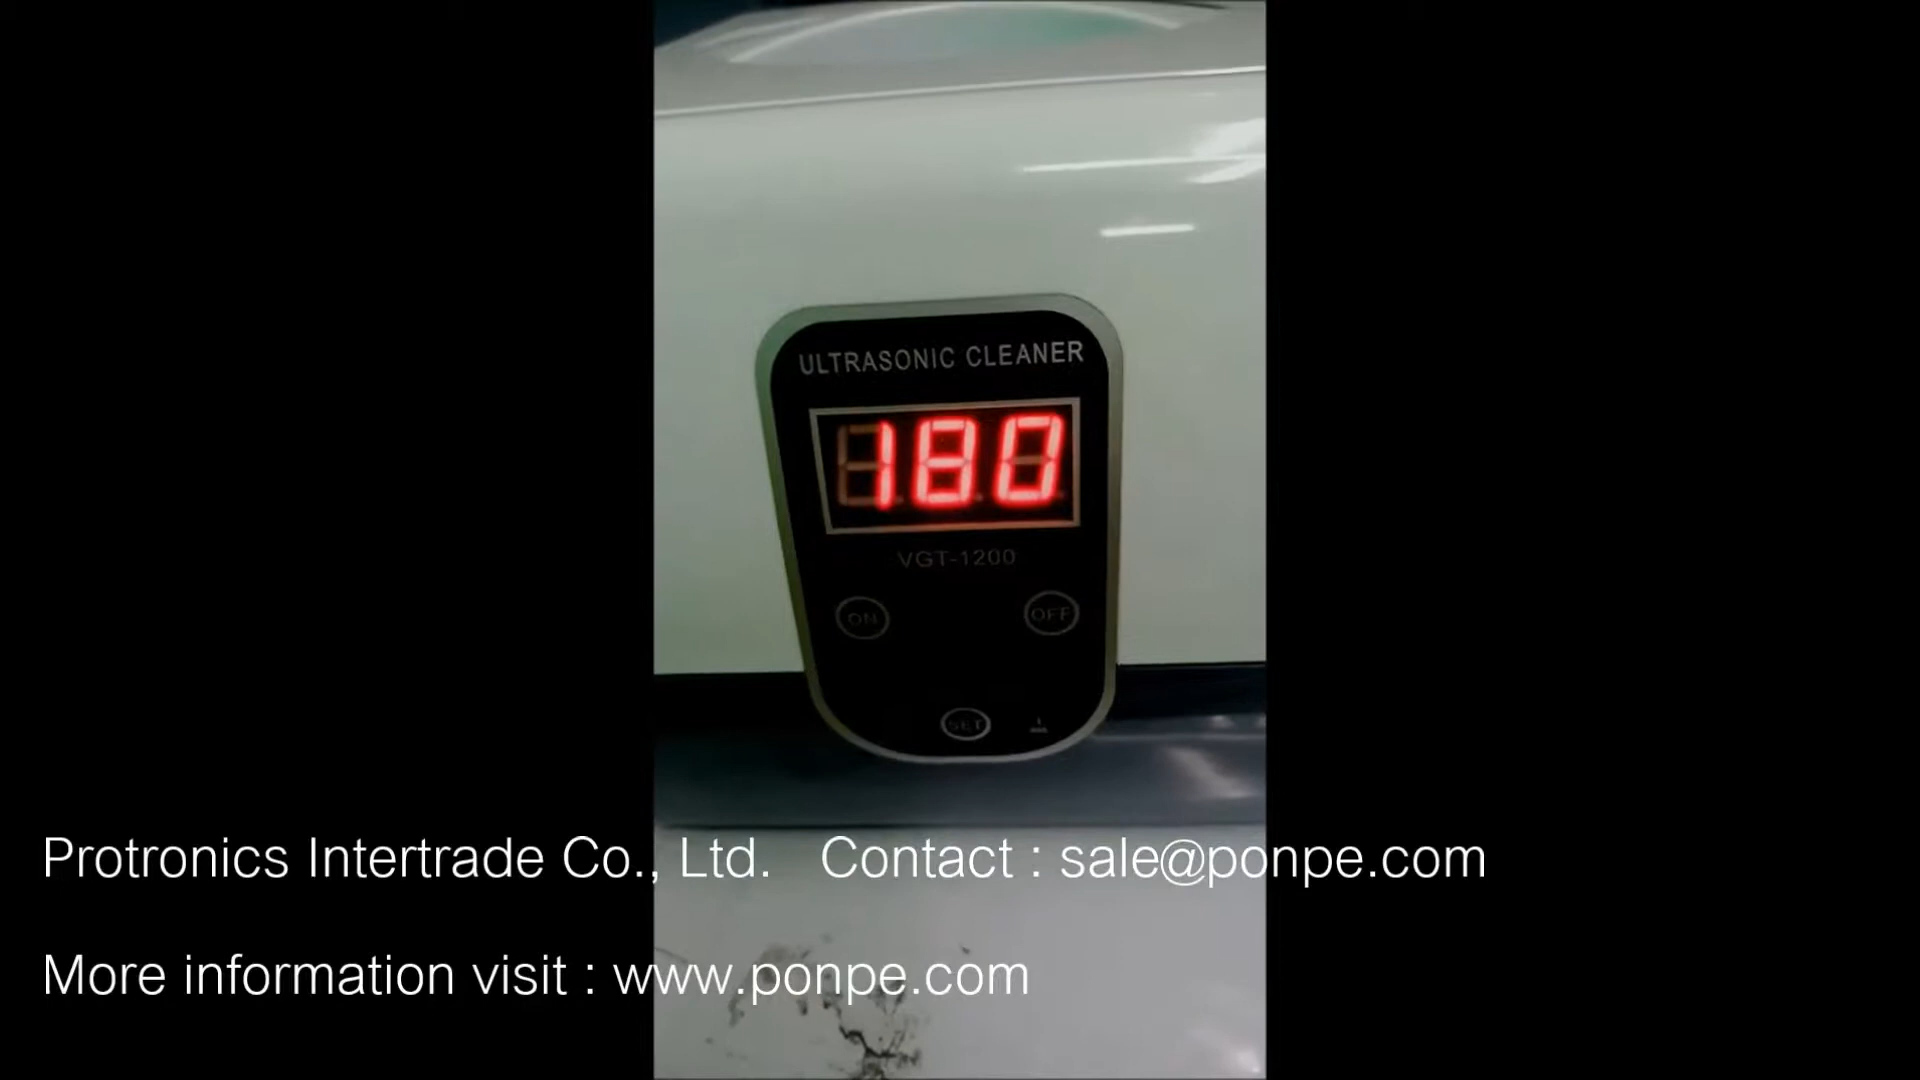 ULTRASONIC CLEANER
180
VGT-1200
ON OFF
SET
Protronics Intertrade Co., Ltd. Contact : sale@ponpe.com
More information visit : www.ponpe.com